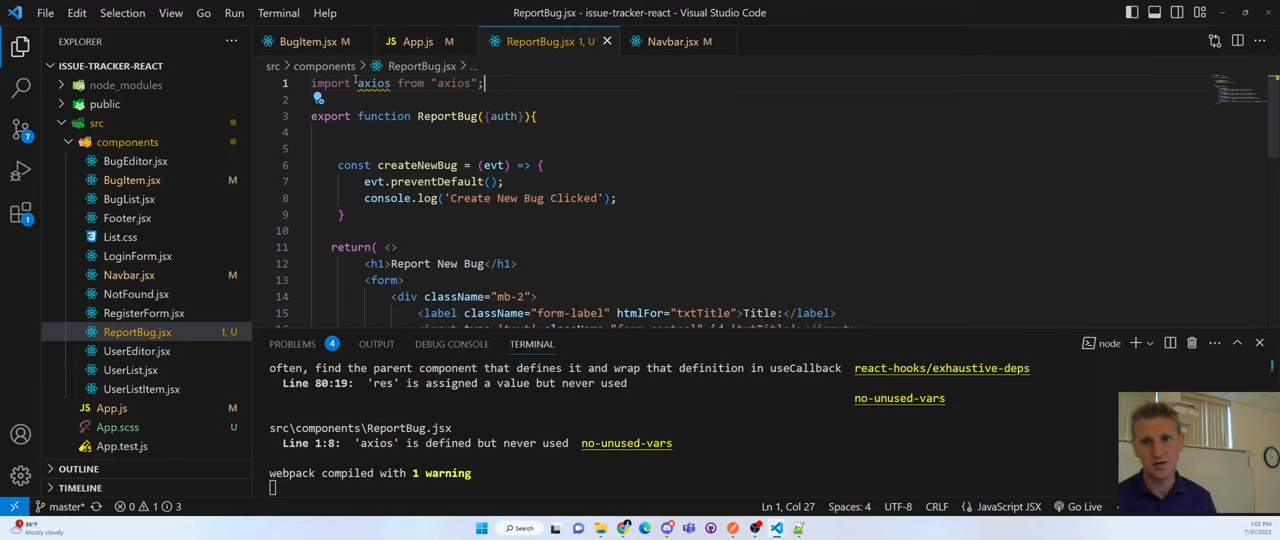 File Edit Selection View Go Run Terminal Help
ReportBug.jsx - issue-tracker-react - Visual Studio Code
EXPLORER
BugItem.jsx M
App.js M
ReportBug.jsx 1, U
Navbar.jsx M
ISSUE-TRACKER-REACT
src > components > ReportBug.jsx > ...
node_modules
public
src
components
BugEditor.jsx
BugItem.jsx M
BugList.jsx
Footer.jsx
List.css
LoginForm.jsx
Navbar.jsx M
NotFound.jsx
RegisterForm.jsx
ReportBug.jsx 1, U
UserEditor.jsx
UserList.jsx
UserListItem.jsx
App.js M
App.scss U
App.test.js
OUTLINE
TIMELINE
7
1
1 import axios from "axios";
2
3 export function ReportBug({auth}){
4
5
6 const createNewBug = (evt) => {
7 evt.preventDefault();
8 console.log('Create New Bug Clicked');
9 }
10
11 return( <>
12 <h1>Report New Bug</h1>
13 <form>
14 <div className="mb-2">
15 <label className="form-label" htmlFor="txtTitle">Title:</label>
PROBLEMS 4 OUTPUT DEBUG CONSOLE TERMINAL
node
often, find the parent component that defines it and wrap that definition in useCallback react-hooks/exhaustive-deps
Line 80:19: 'res' is assigned a value but never used
no-unused-vars
src\components\ReportBug.jsx
Line 1:8: 'axios' is defined but never used no-unused-vars
webpack compiled with 1 warning
master* 0 1 3
Ln 1, Col 27 Spaces: 4 UTF-8 CRLF JavaScript JSX Go Live
86°F
Mostly cloudy
Search
1:02 PM
7/31/2023